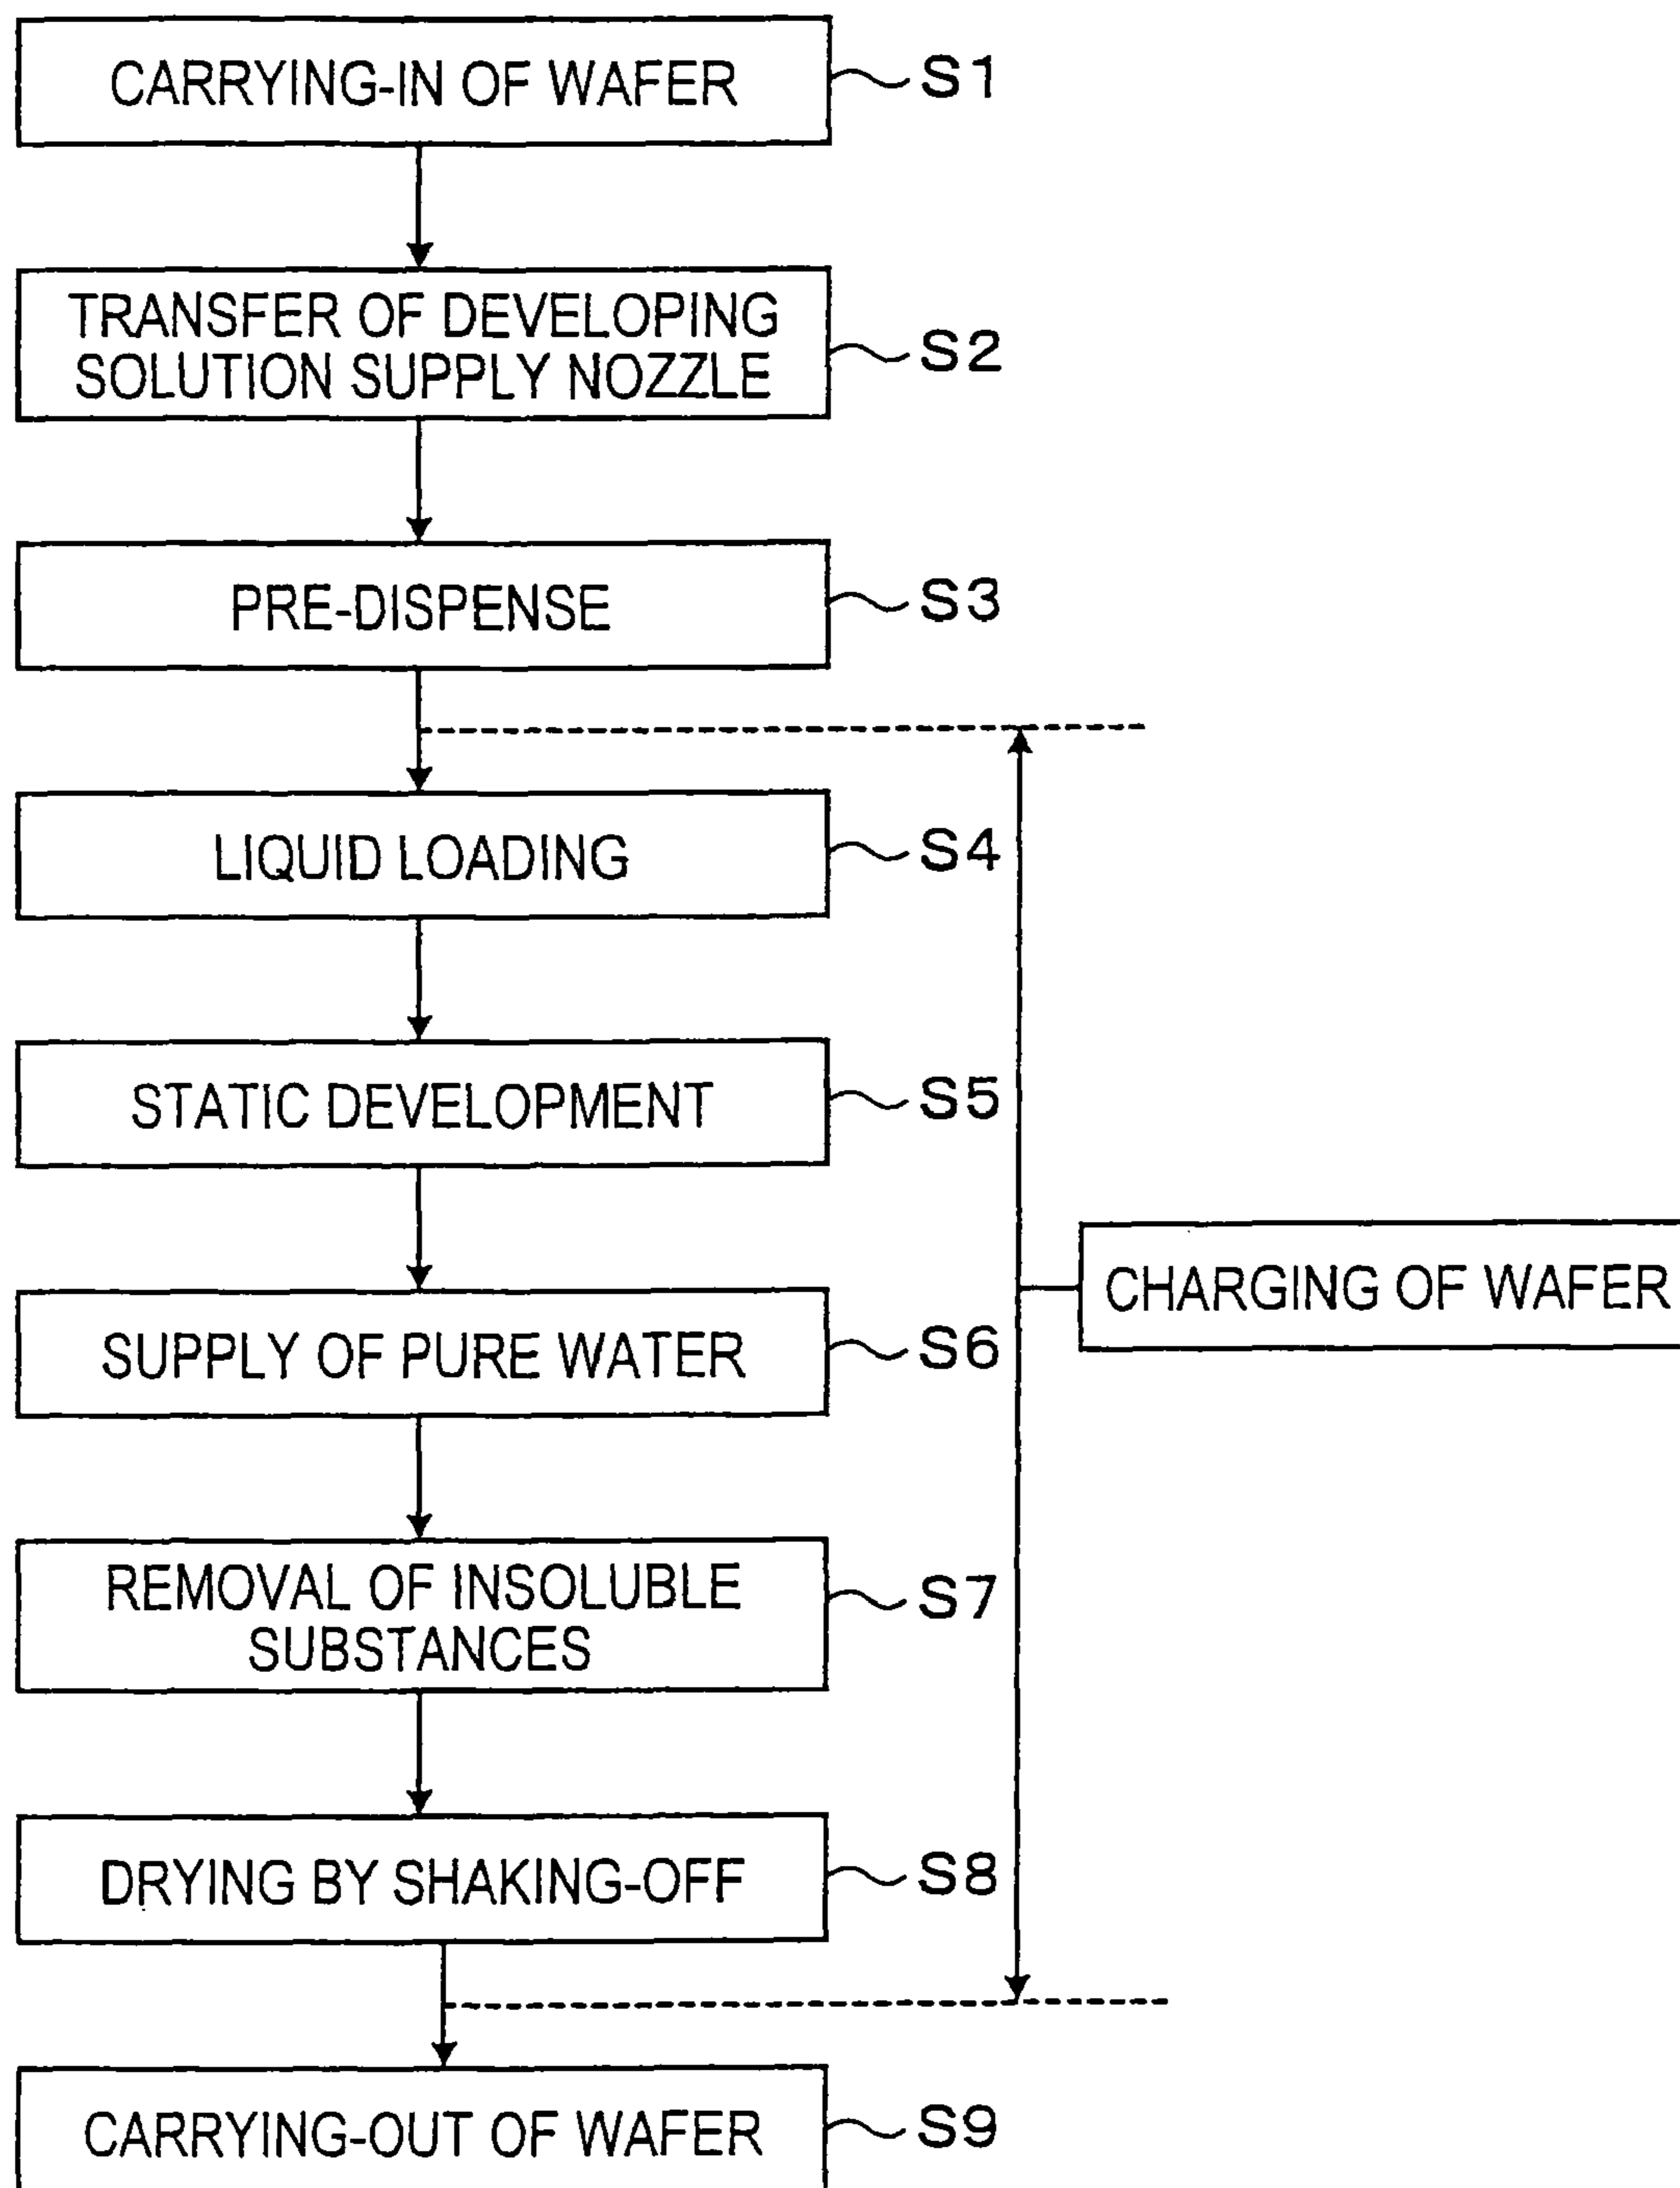 CARRYING-IN OF WAFER
S1
TRANSFER OF DEVELOPING
SOLUTION SUPPLY NOZZLE
S2
PRE-DISPENSE
S3
LIQUID LOADING
S4
STATIC DEVELOPMENT
S5
CHARGING OF WAFER
SUPPLY OF PURE WATER
S6
REMOVAL OF INSOLUBLE
SUBSTANCES
S7
DRYING BY SHAKING-OFF
S8
CARRYING-OUT OF WAFER
S9